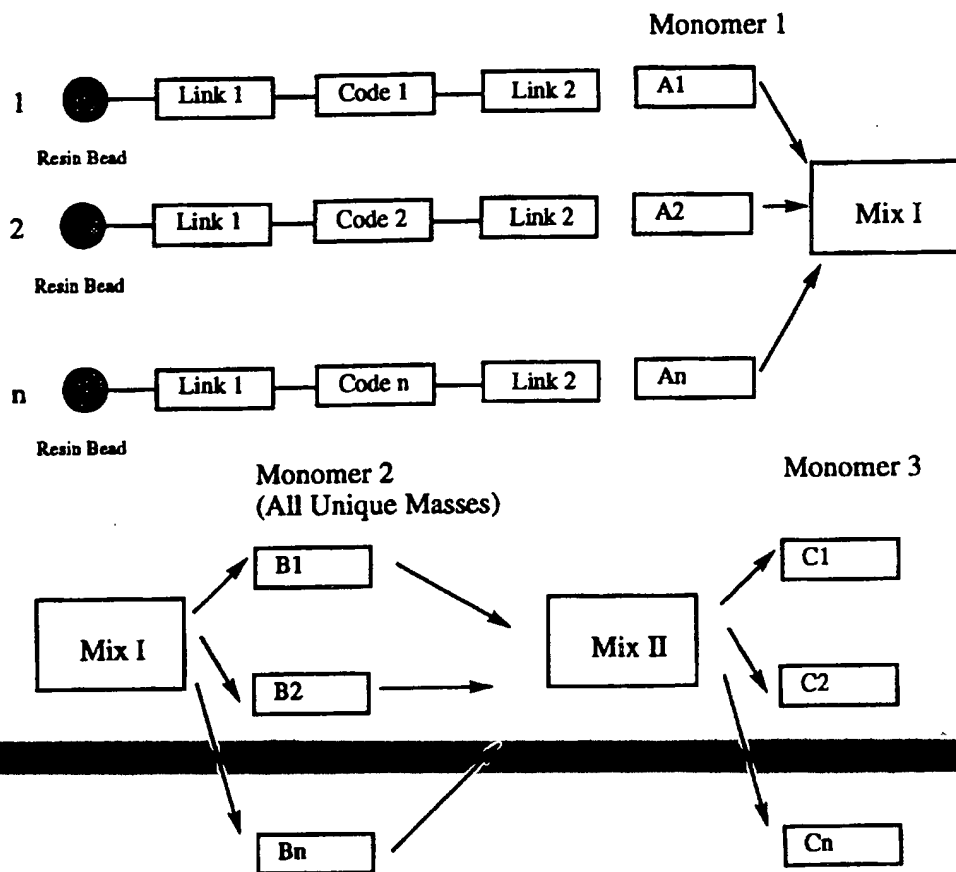 Monomer 1
1
Link 1
Code 1
Link 2
A1
Resin Bead
2
Link 1
Code 2
Link 2
A2
Mix I
Resin Bead
n
Link 1
Code n
Link 2
An
Resin Bead
Monomer 2
(All Unique Masses)
Monomer 3
B1
C1
Mix I
Mix II
B2
C2
Bn
Cn